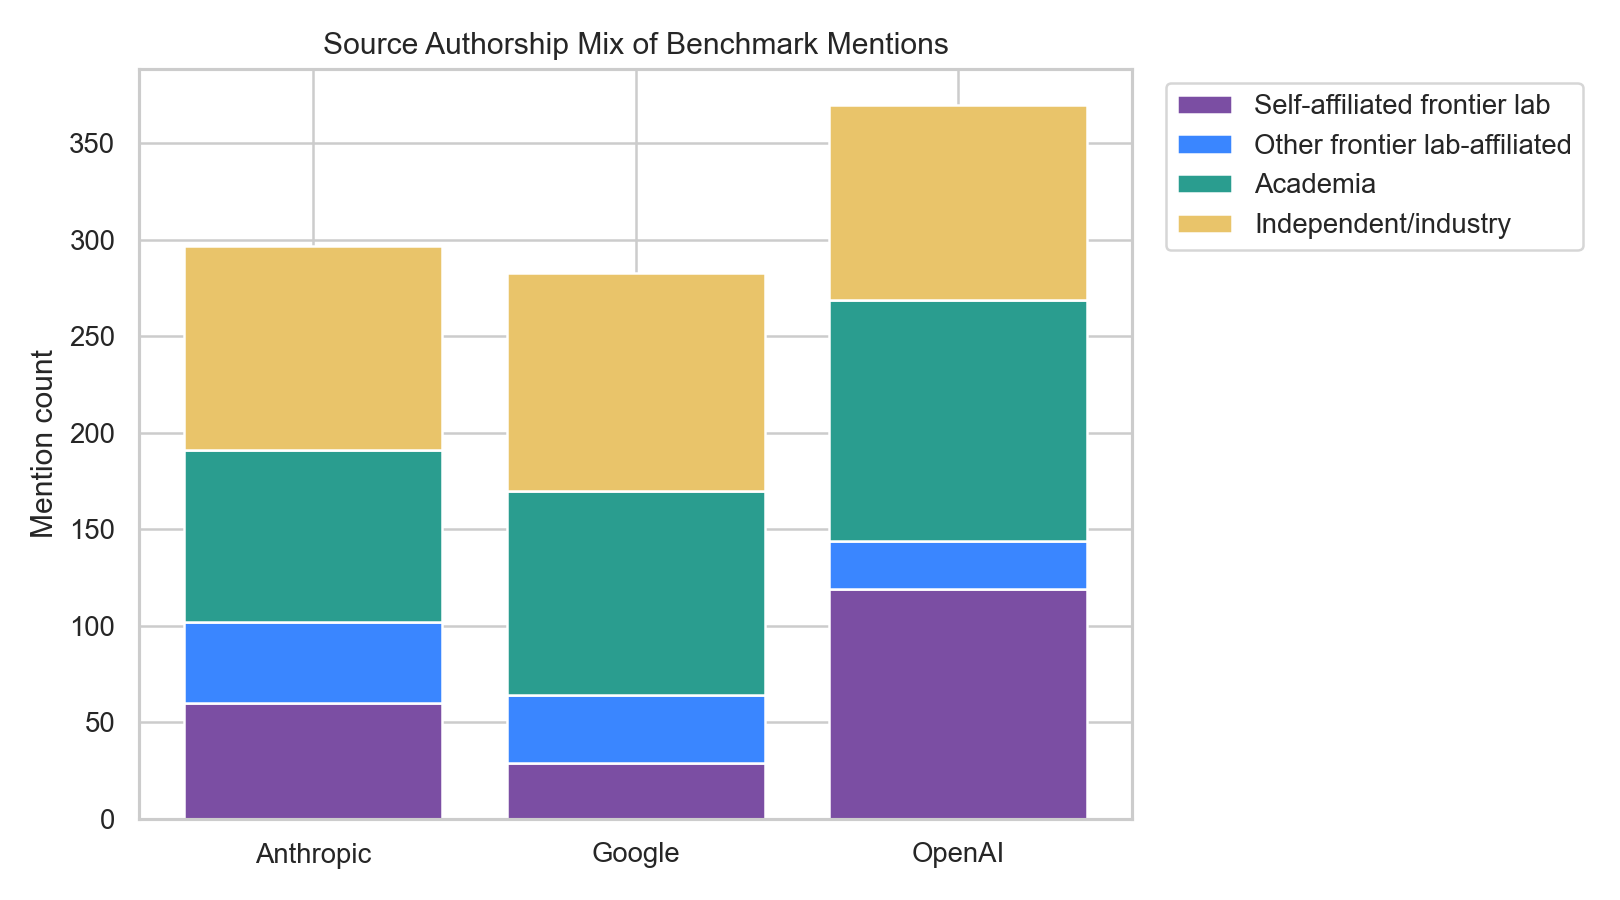 Source Authorship Mix of Benchmark Mentions
Self-affiliated frontier lab
Other frontier lab-affiliated
Academia
Independent/industry
Mention count
350
300
250
200
150
100
50
0
Anthropic
Google
OpenAI